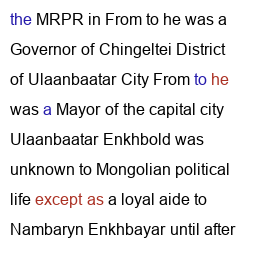 the MRPR in From to he was a
Governor of Chingeltei District
of Ulaanbaatar City From to he
was a Mayor of the capital city
Ulaanbaatar Enkhbold was
unknown to Mongolian political
life except as a loyal aide to
Nambaryn Enkhbayar until after